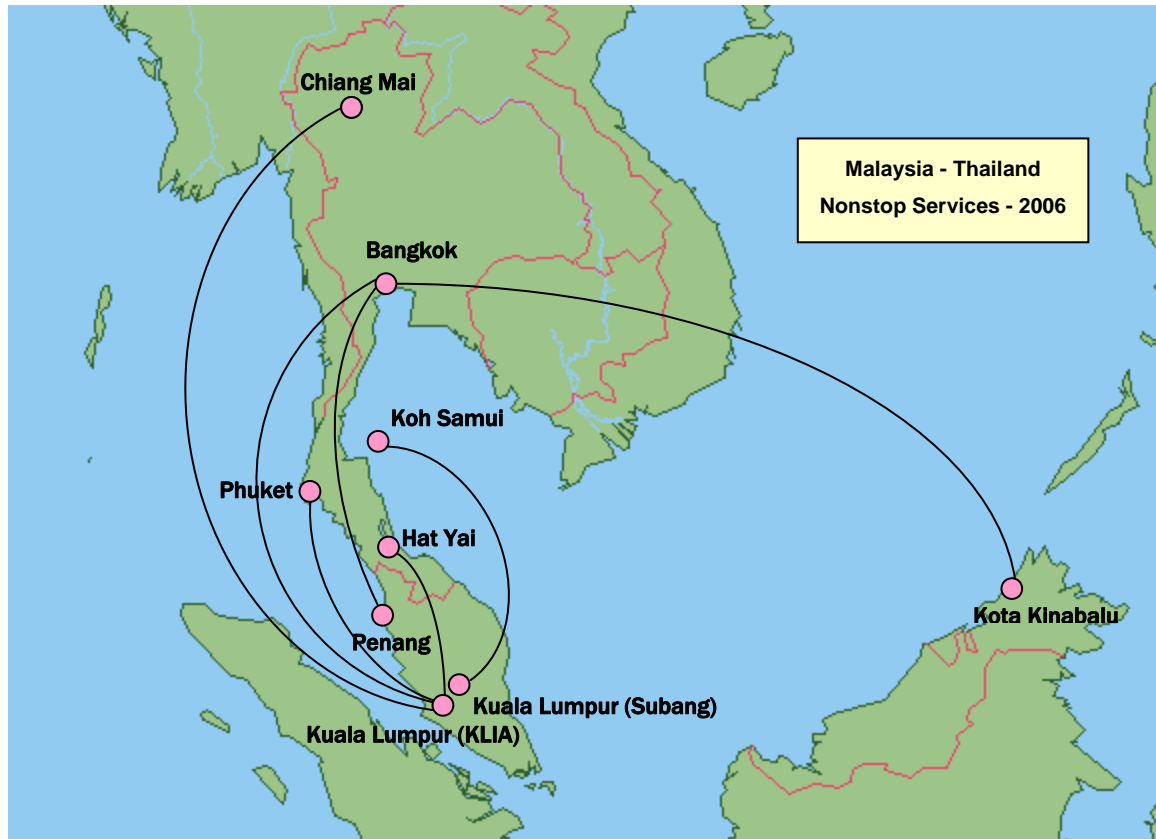 Chiang Mai
Malaysia - Thailand
Nonstop Services - 2006
Bangkok
Koh Samui
Phuket
Hat Yai
Penang
Kota Kinabalu
Kuala Lumpur (Subang)
Kuala Lumpur (KLIA)